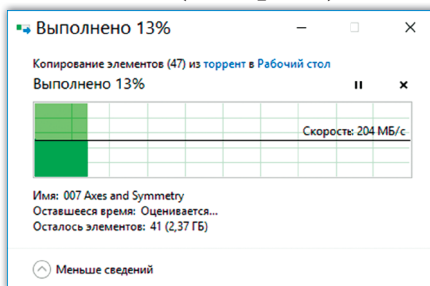 Выполнено 13%
Копирование элементов (47) из торрент в Рабочий стол
Выполнено 13%
Скорость: 204 МБ/с
Имя: 007 Axes and Symmetry
Оставшееся время: Оценивается...
Осталось элементов: 41 (2,37 ГБ)
Меньше сведений